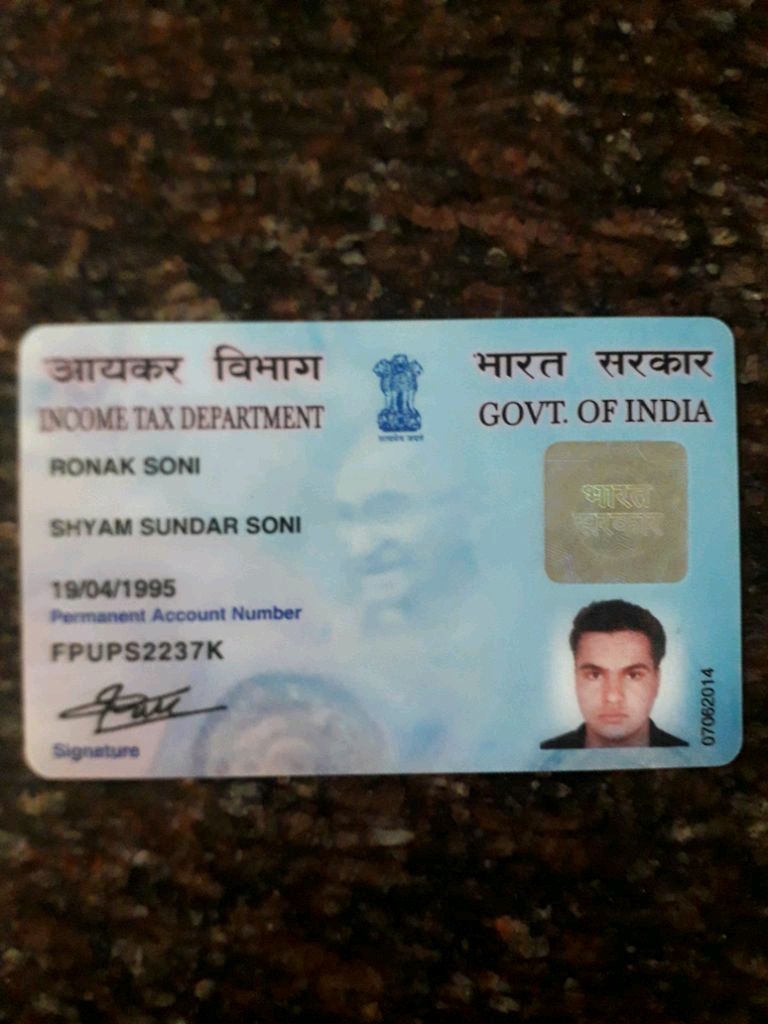 आयकर विभाग
INCOME TAX DEPARTMENT
सत्यमेव जयते
भारत सरकार
GOVT. OF INDIA
RONAK SONI
SHYAM SUNDAR SONI
19/04/1995
Permanent Account Number
FPUPS2237K
Signature
भारत
सरकार
07062014